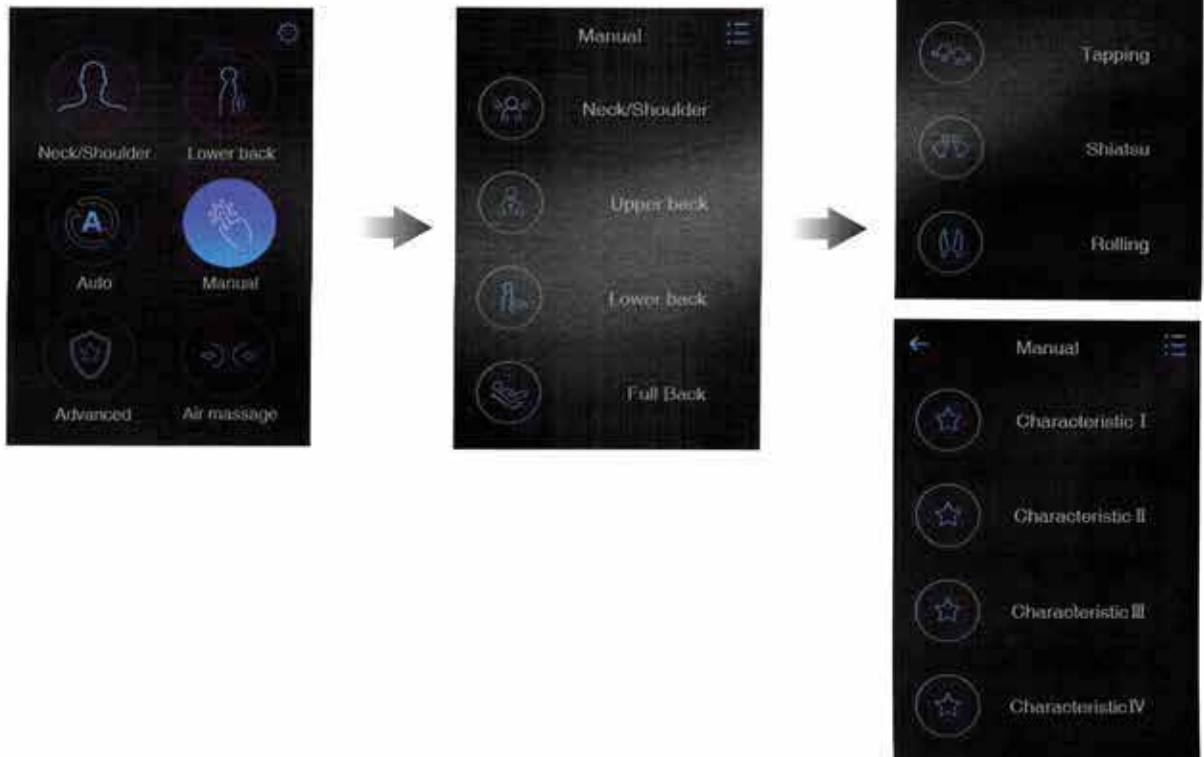 Neck/Shoulder Lower back
A
Auto Manual
Advanced Air massage
Manual
Neck/Shoulder
Upper back
Lower back
Full Back
Tapping
Shiatsu
Rolling
Manual
Characteristic I
Characteristic II
Characteristic III
Characteristic IV